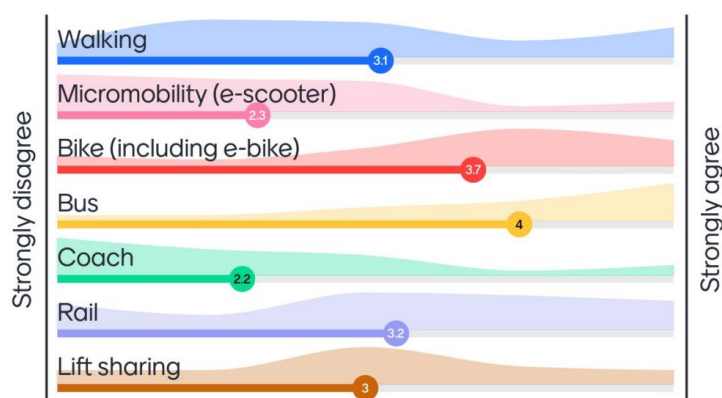 Strongly disagree
Walking
3.1
Micromobility (e-scooter)
2.3
Bike (including e-bike)
3.7
Bus
4
Coach
2.2
Rail
3.2
Lift sharing
3
Strongly agree